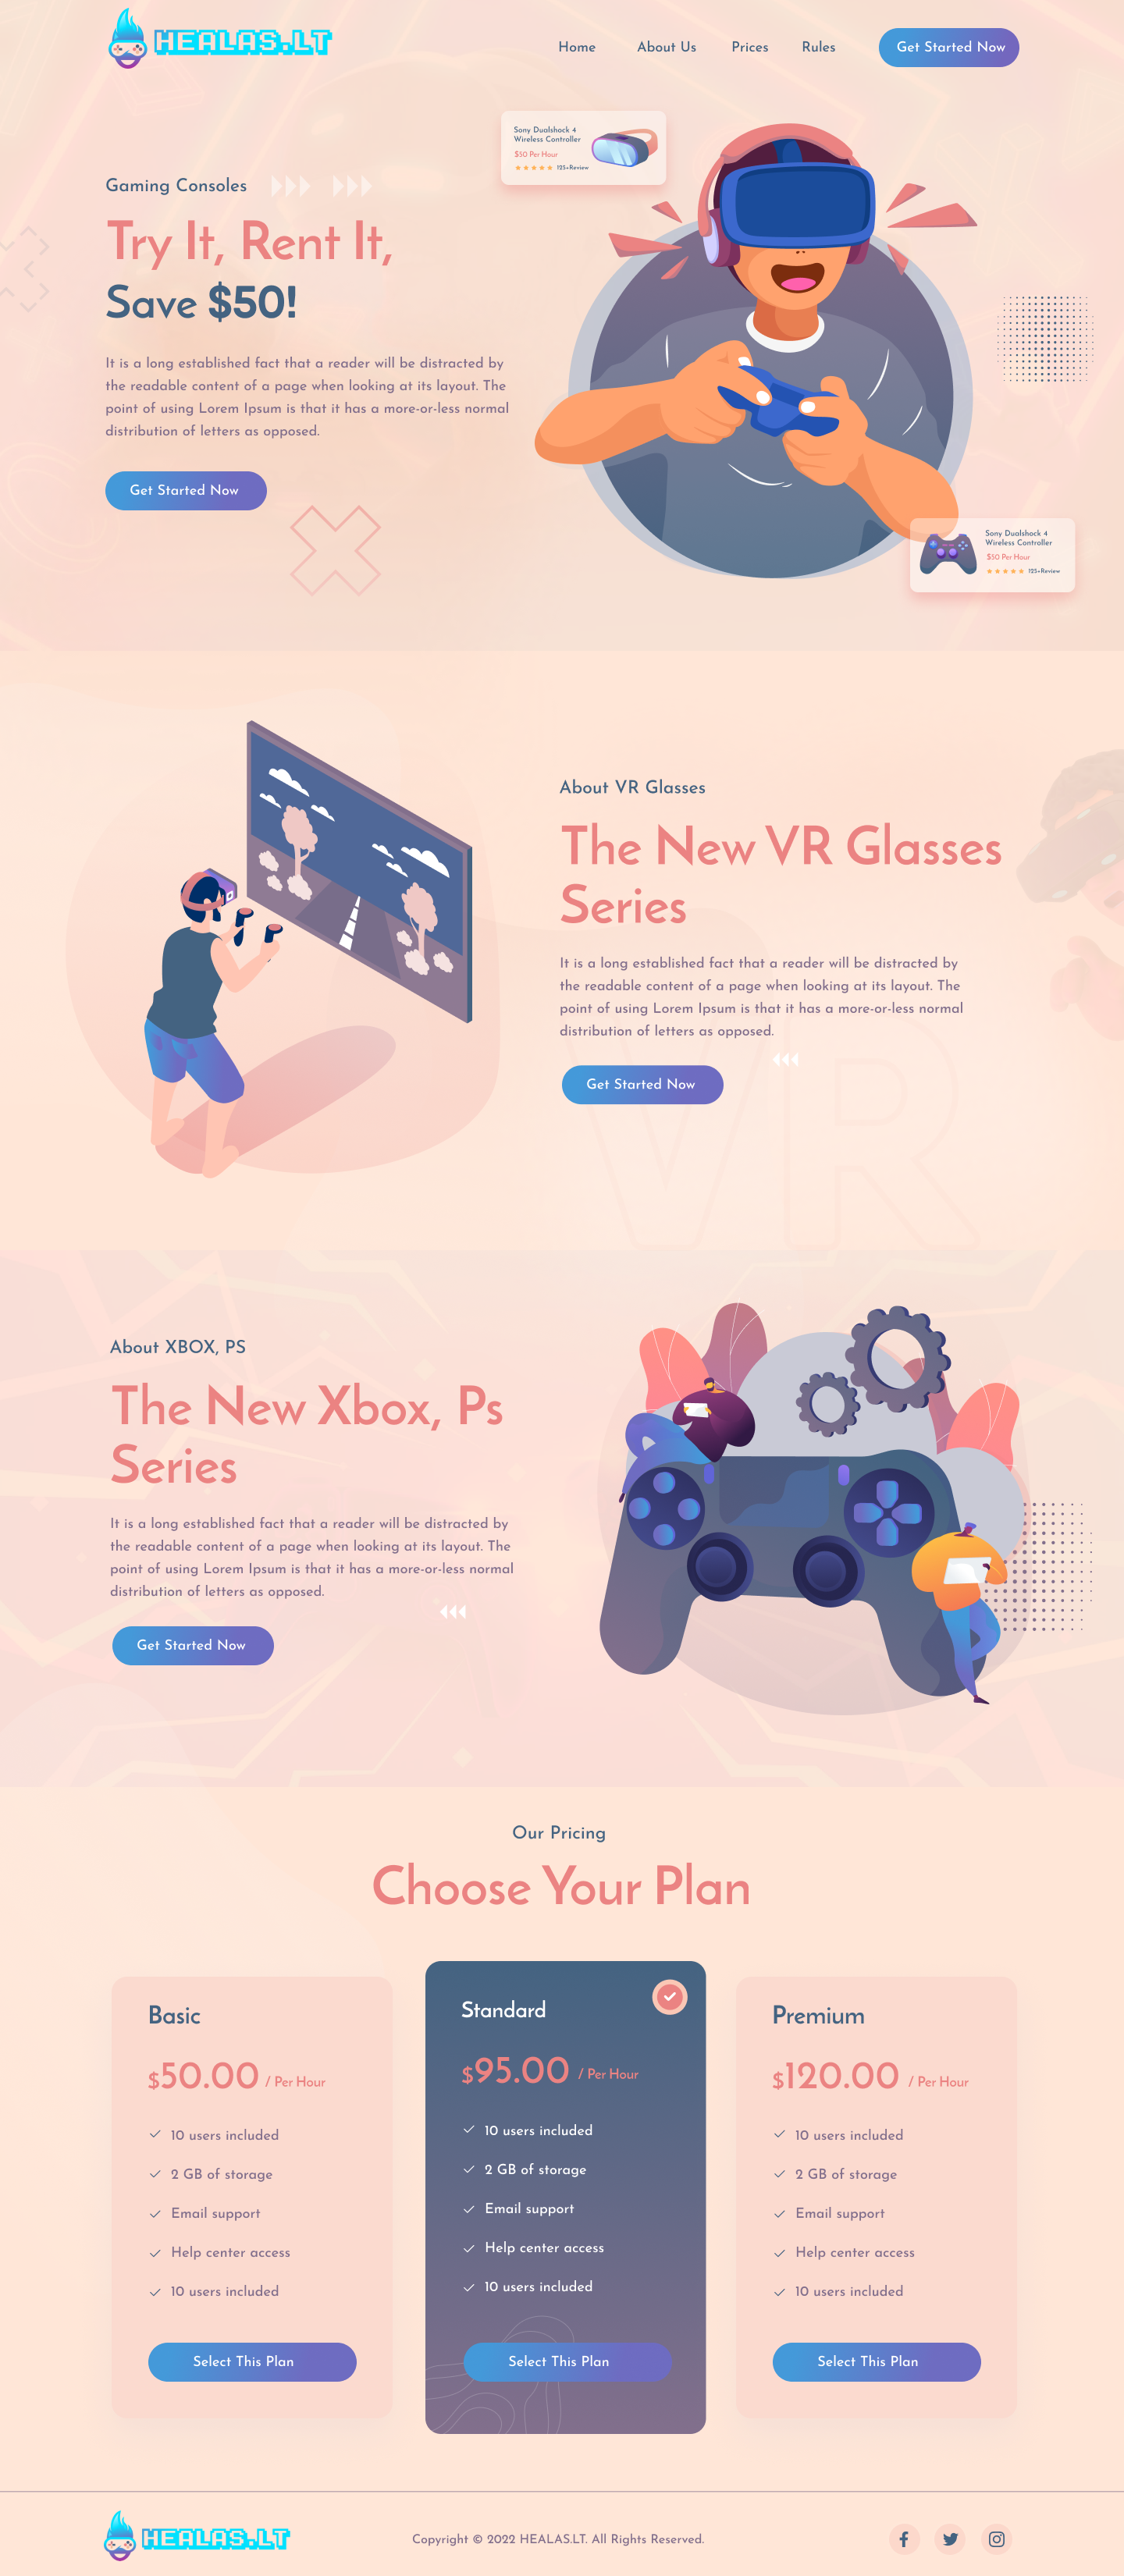 HEALAS.LT
Home
About Us
Prices
Rules
Get Started Now
Sony Dualshock 4
Wireless Controller
$50 Per Hour
125+Review
Gaming Consoles
Try It, Rent It,
Save $50!
It is a long established fact that a reader will be distracted by
the readable content of a page when looking at its layout. The
point of using Lorem Ipsum is that it has a more-or-less normal
distribution of letters as opposed.
Get Started Now
Sony Dualshock 4
Wireless Controller
$50 Per Hour
125+Review
About VR Glasses
The New VR Glasses
Series
It is a long established fact that a reader will be distracted by
the readable content of a page when looking at its layout. The
point of using Lorem Ipsum is that it has a more-or-less normal
distribution of letters as opposed.
Get Started Now
VR
About XBOX, PS
The New Xbox, Ps
Series
It is a long established fact that a reader will be distracted by
the readable content of a page when looking at its layout. The
point of using Lorem Ipsum is that it has a more-or-less normal
distribution of letters as opposed.
Get Started Now
Our Pricing
Choose Your Plan
Basic
$50.00 / Per Hour
10 users included
2 GB of storage
Email support
Help center access
10 users included
Select This Plan
Standard
$95.00 / Per Hour
10 users included
2 GB of storage
Email support
Help center access
10 users included
Select This Plan
Premium
$120.00 / Per Hour
10 users included
2 GB of storage
Email support
Help center access
10 users included
Select This Plan
HEALAS.LT
Copyright © 2022 HEALAS.LT. All Rights Reserved.